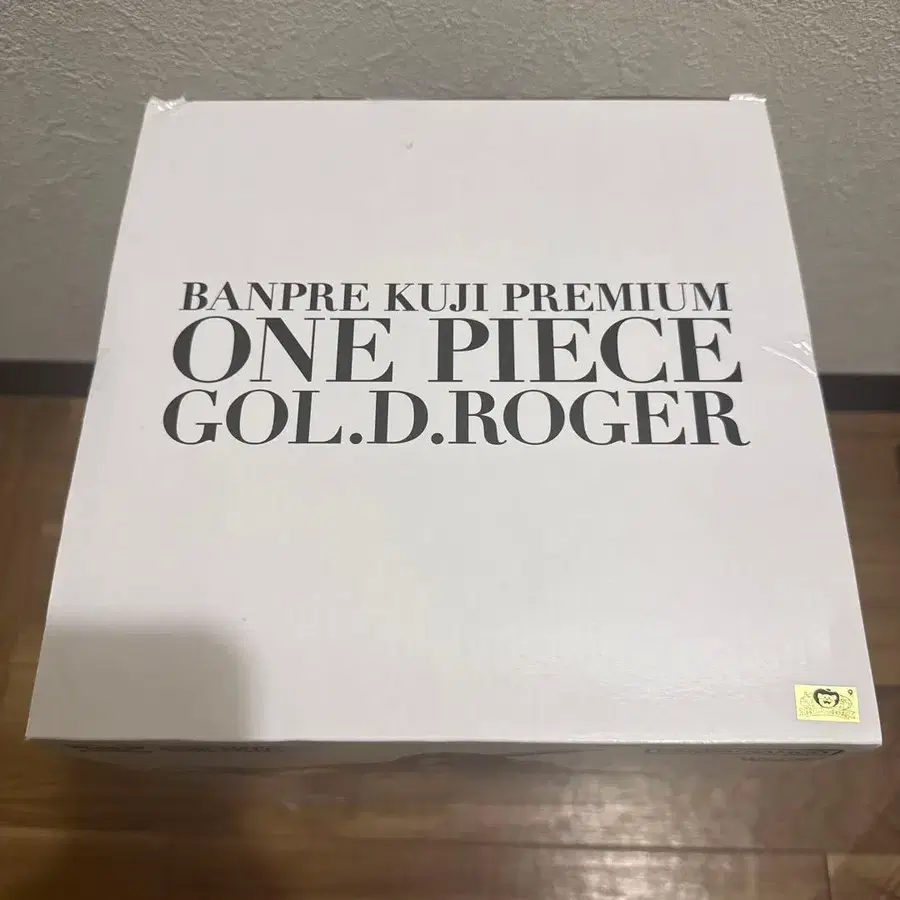 BANPRE KUJI PREMIUM
ONE PIECE
GOL.D.ROGER